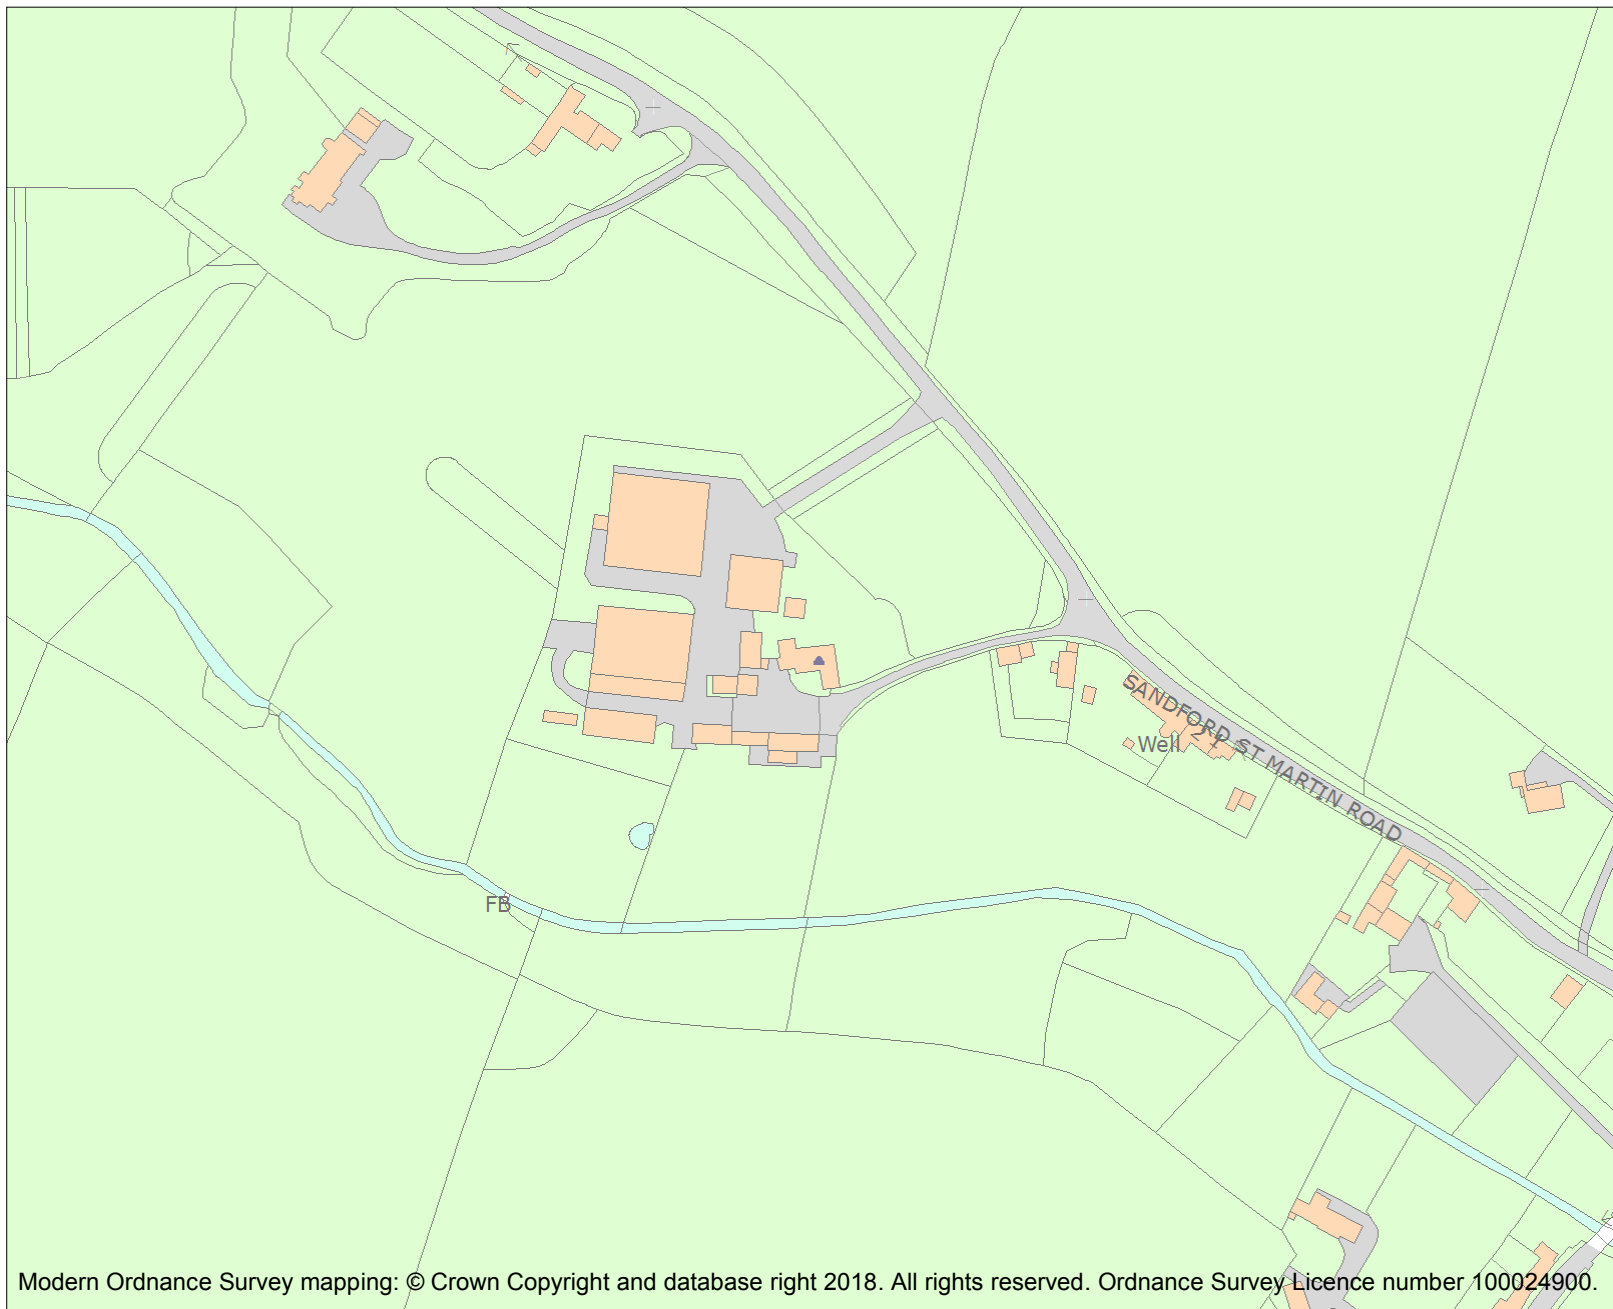 SANDFORD ST MARTIN ROAD
Well
21
FB
Modern Ordnance Survey mapping: © Crown Copyright and database right 2018. All rights reserved. Ordnance Survey Licence number 100024900.